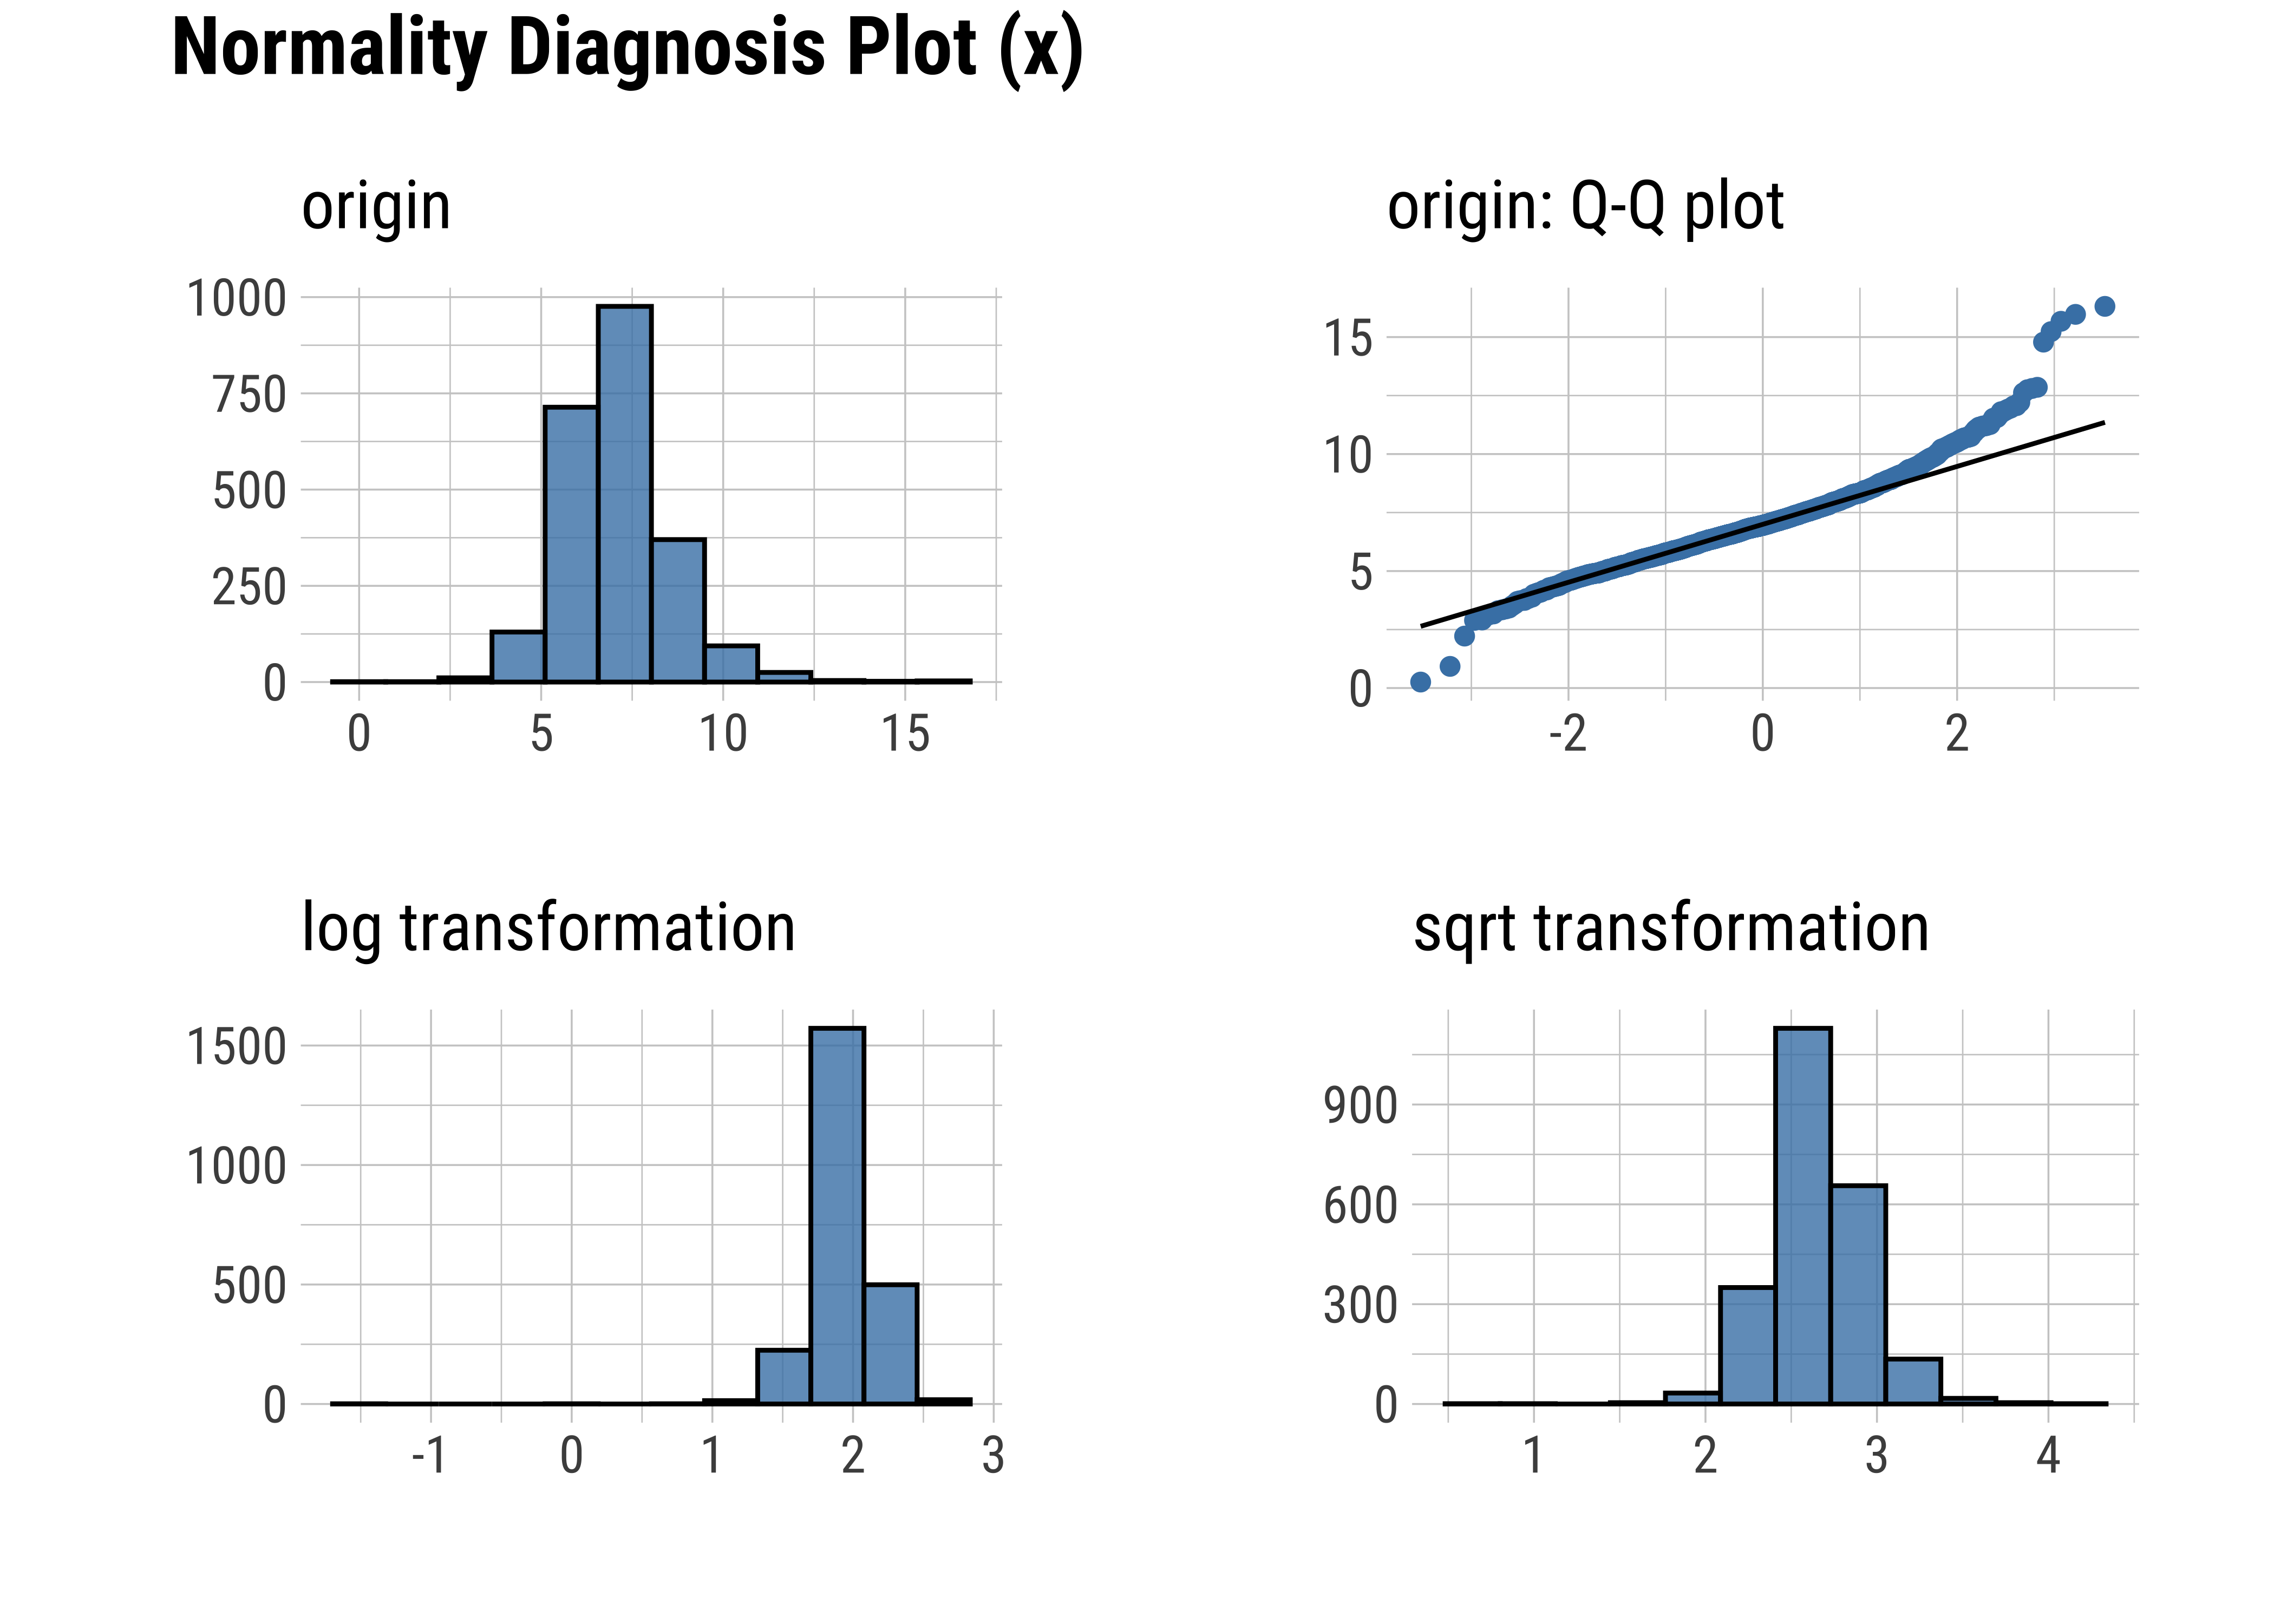 Normality Diagnosis Plot (x)
origin
1000
750
500
250
0
0 5 10 15
origin: Q-Q plot
15
10
5
0
-2 0 2
log transformation
1500
1000
500
0
-1 0 1 2 3
sqrt transformation
900
600
300
0
1 2 3 4